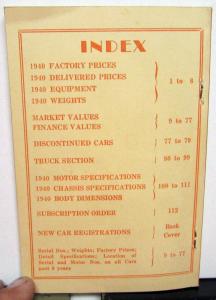 INDEX
1940 FACTORY PRICES
1940 DELIVERED PRICES
1940 EQUIPMENT
1940 WEIGHTS
1 to 8
MARKET VALUES
FINANCE VALUES
9 to 77
DISCONTINUED CARS
77 to 79
TRUCK SECTION
80 to 99
1940 MOTOR SPECIFICATIONS
1940 CHASSIS SPECIFICATIONS
1940 BODY DIMENSIONS
100 to 111
SUBSCRIPTION ORDER
112
NEW CAR REGISTRATIONS
Back
Cover
Serial Nos.; Weights; Factory Prices;
Detail Specifications; Location of
Serial and Motor Nos. on all Cars
past 8 years
9 to 77